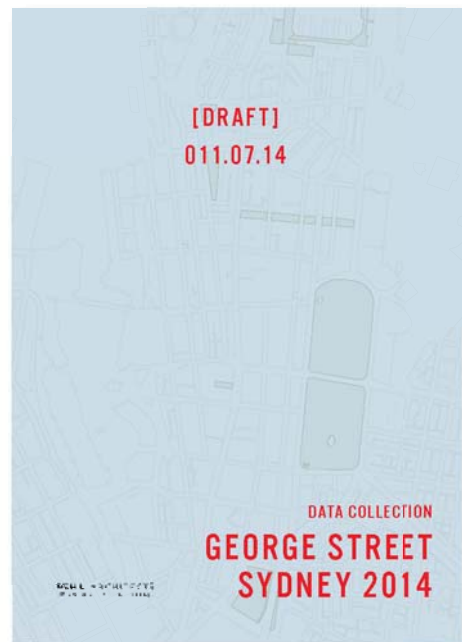 [DRAFT]
011.07.14
DATA COLLECTION
GEORGE STREET
SYDNEY 2014